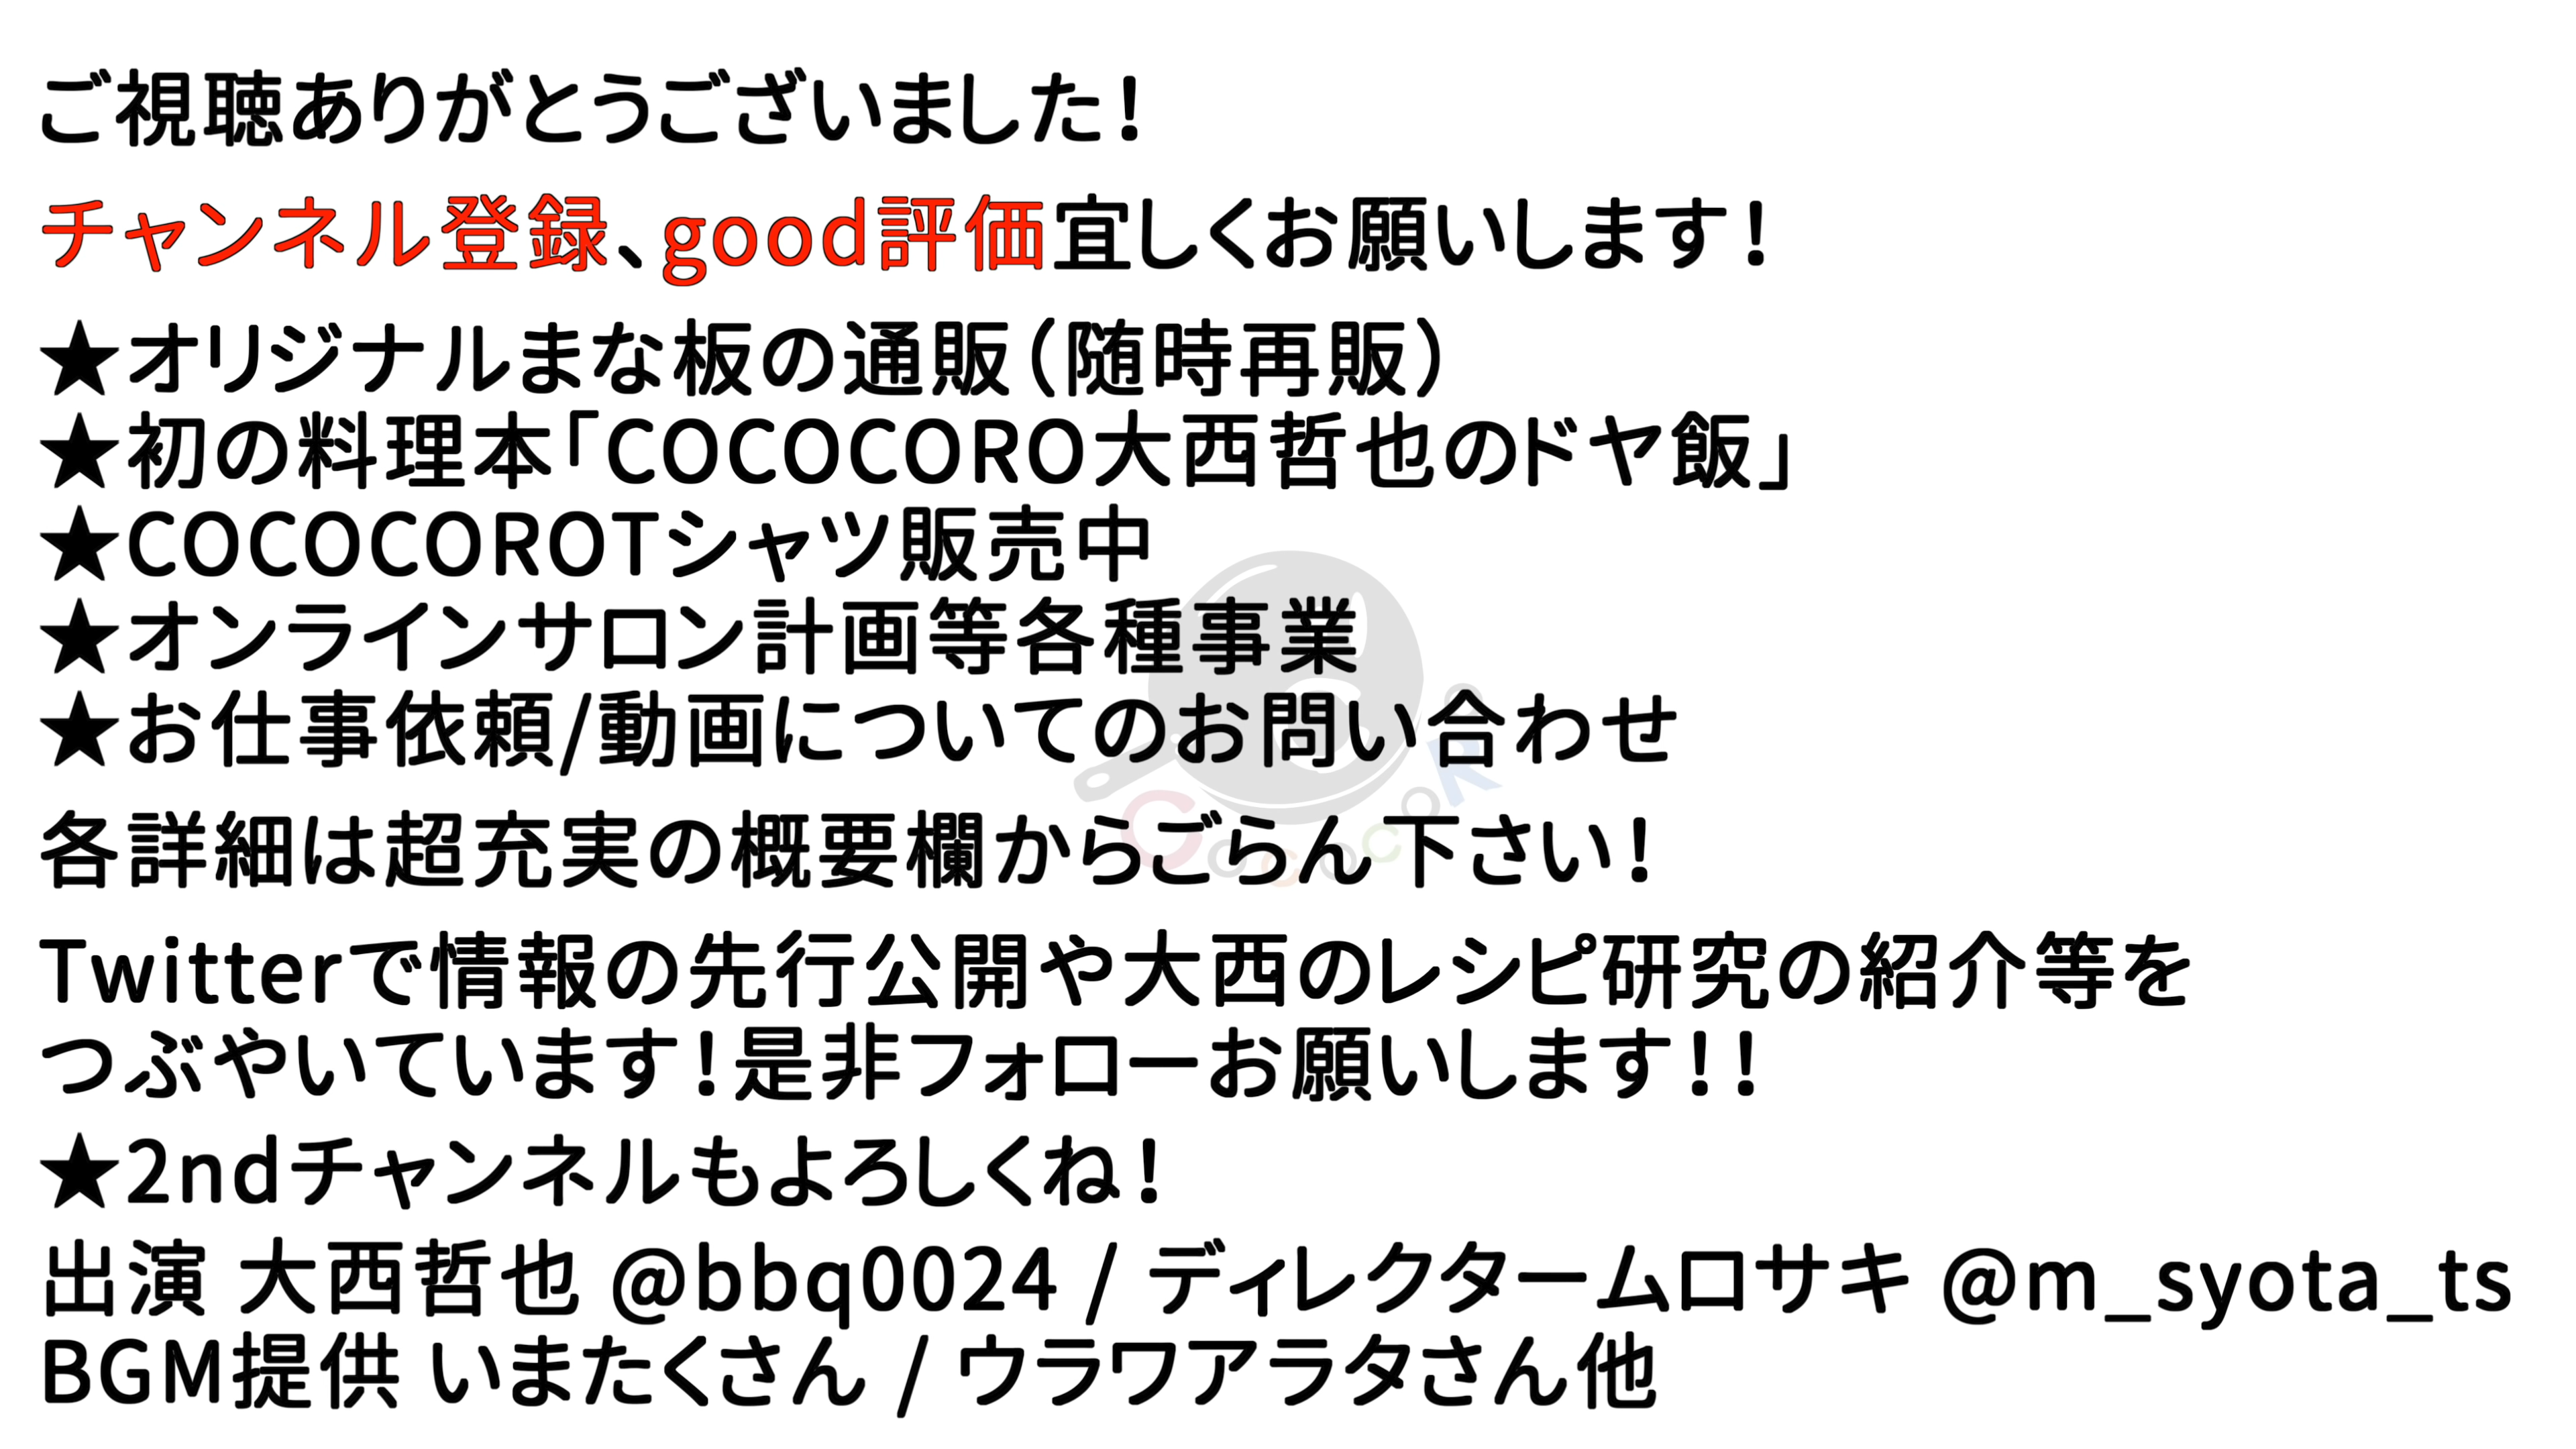 ご視聴ありがとうございました！
チャンネル登録、good評価宜しくお願いします！
★オリジナルまな板の通販（随時再販）
★初の料理本「COCOCORO大西哲也のドヤ飯」
★COCOCOROTシャツ販売中
★オンラインサロン計画等各種事業
★お仕事依頼/動画についてのお問い合わせ
各詳細は超充実の概要欄からごらん下さい！
Twitterで情報の先行公開や大西のレシピ研究の紹介等を
つぶやいています！是非フォローお願いします！！
★2ndチャンネルもよろしくね！
出演 大西哲也 @bbq0024 / ディレクタームロサキ @m_syota_ts
BGM提供 いまたくさん / ウラワアラタさん他
COCOCORO